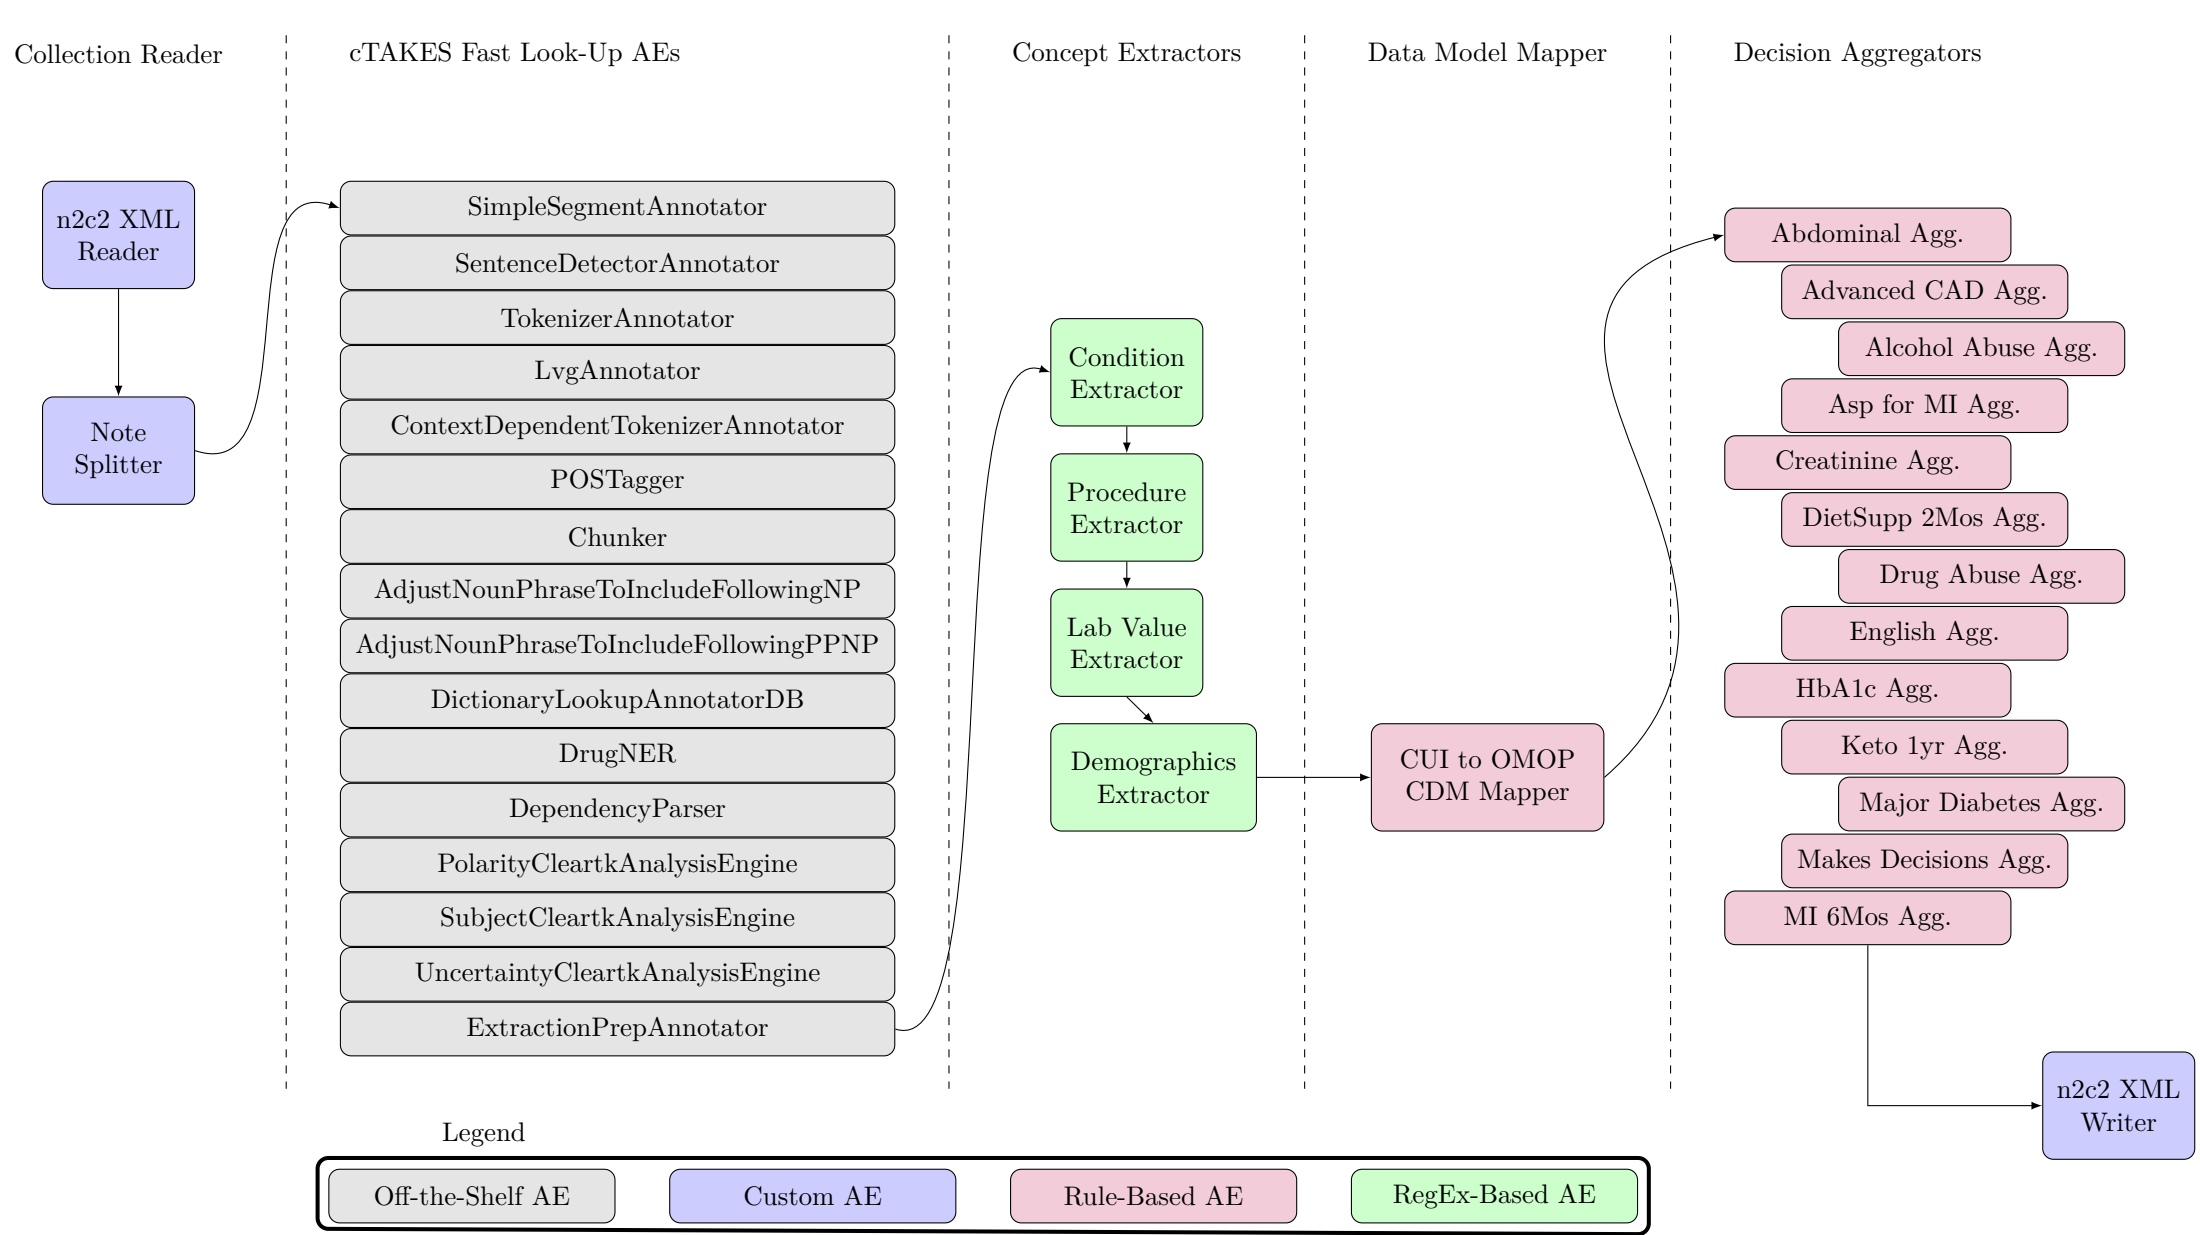 Collection Reader
cTAKES Fast Look-Up AEs
Concept Extractors
Data Model Mapper
Decision Aggregators
n2c2 XML
Reader
Note
Splitter
SimpleSegmentAnnotator
SentenceDetectorAnnotator
TokenizerAnnotator
LvgAnnotator
ContextDependentTokenizerAnnotator
POSTagger
Chunker
AdjustNounPhraseToIncludeFollowingNP
AdjustNounPhraseToIncludeFollowingPPNP
DictionaryLookupAnnotatorDB
DrugNER
DependencyParser
PolarityCleartkAnalysisEngine
SubjectCleartkAnalysisEngine
UncertaintyCleartkAnalysisEngine
ExtractionPrepAnnotator
Condition
Extractor
Procedure
Extractor
Lab Value
Extractor
Demographics
Extractor
CUI to OMOP
CDM Mapper
Abdominal Agg.
Advanced CAD Agg.
Alcohol Abuse Agg.
Asp for MI Agg.
Creatinine Agg.
DietSupp 2Mos Agg.
Drug Abuse Agg.
English Agg.
HbA1c Agg.
Keto 1yr Agg.
Major Diabetes Agg.
Makes Decisions Agg.
MI 6Mos Agg.
n2c2 XML
Writer
Legend
Off-the-Shelf AE
Custom AE
Rule-Based AE
RegEx-Based AE